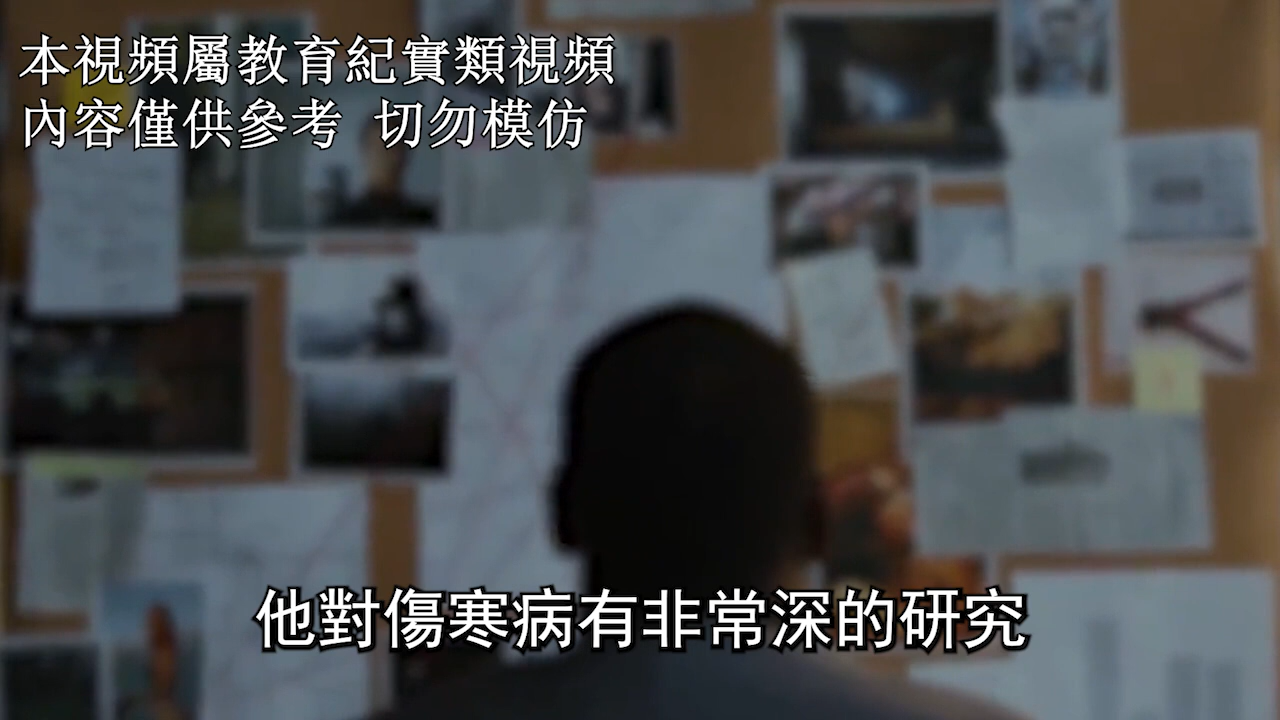 本視頻屬教育紀實類視頻
內容僅供參考 切勿模仿
他對傷寒病有非常深的研究